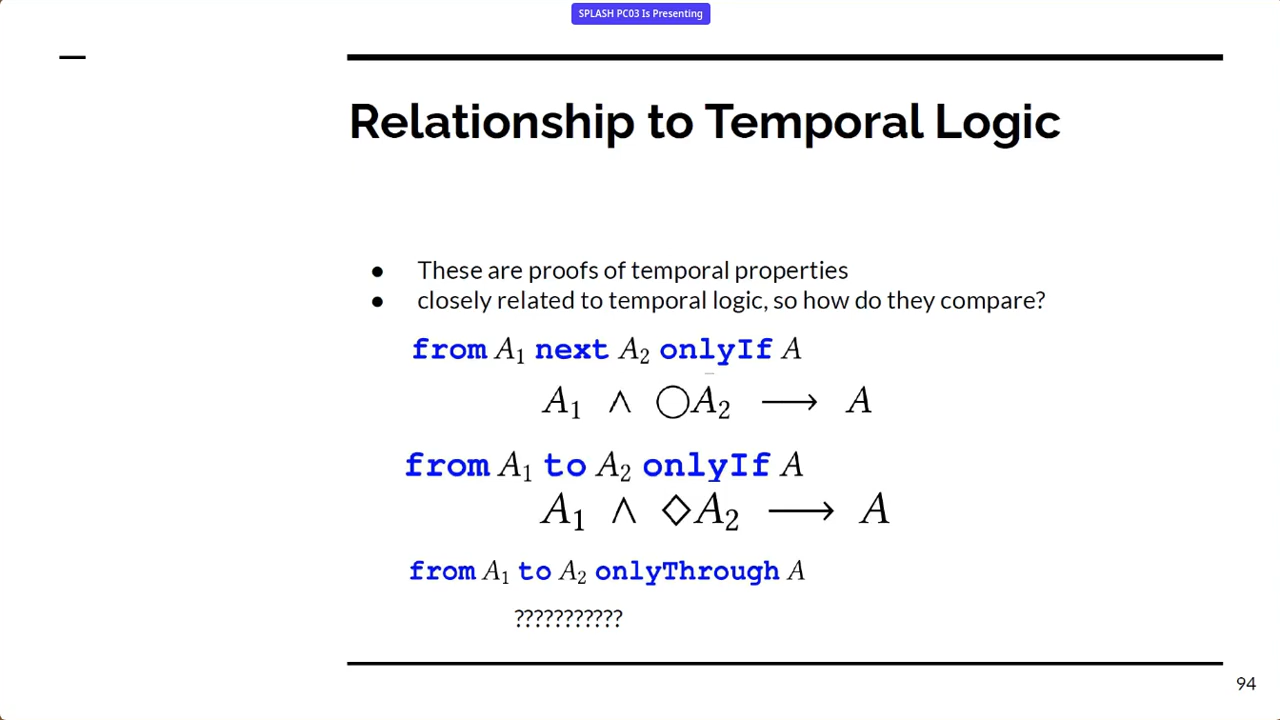 SPLASH PC03 Is Presenting
Relationship to Temporal Logic
● These are proofs of temporal properties
● closely related to temporal logic, so how do they compare?
from A₁ next A₂ onlyIf A
A₁ ∧ ◯A₂ ⟶ A
from A₁ to A₂ onlyIf A
A₁ ∧ ◇A₂ ⟶ A
from A₁ to A₂ onlyThrough A
???????????
94